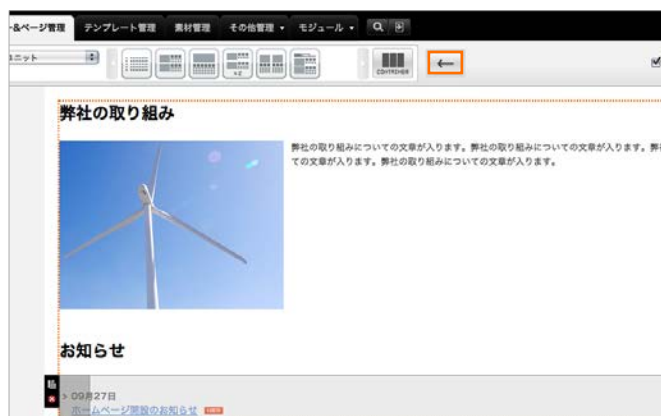 &ページ管理 テンプレート管理 素材管理 その他管理 モジュール
ニット
CONTAINER
弊社の取り組み
弊社の取り組みについての文章が入ります。弊社の取り組みについての文章が入ります。弊
ての文章が入ります。弊社の取り組みについての文章が入ります。
お知らせ
09月27日
ホームページ開設のお知らせ